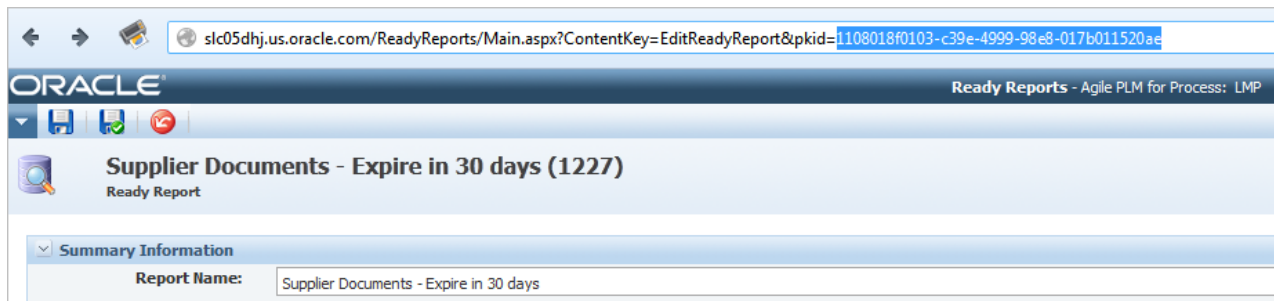 slc05dhj.us.oracle.com/ReadyReports/Main.aspx?ContentKey=EditReadyReport&pkid=1108018f0103-c39e-4999-98e8-017b011520ae
ORACLE®
Ready Reports - Agile PLM for Process: LMP
Supplier Documents - Expire in 30 days (1227)
Ready Report
Summary Information
Report Name: Supplier Documents - Expire in 30 days